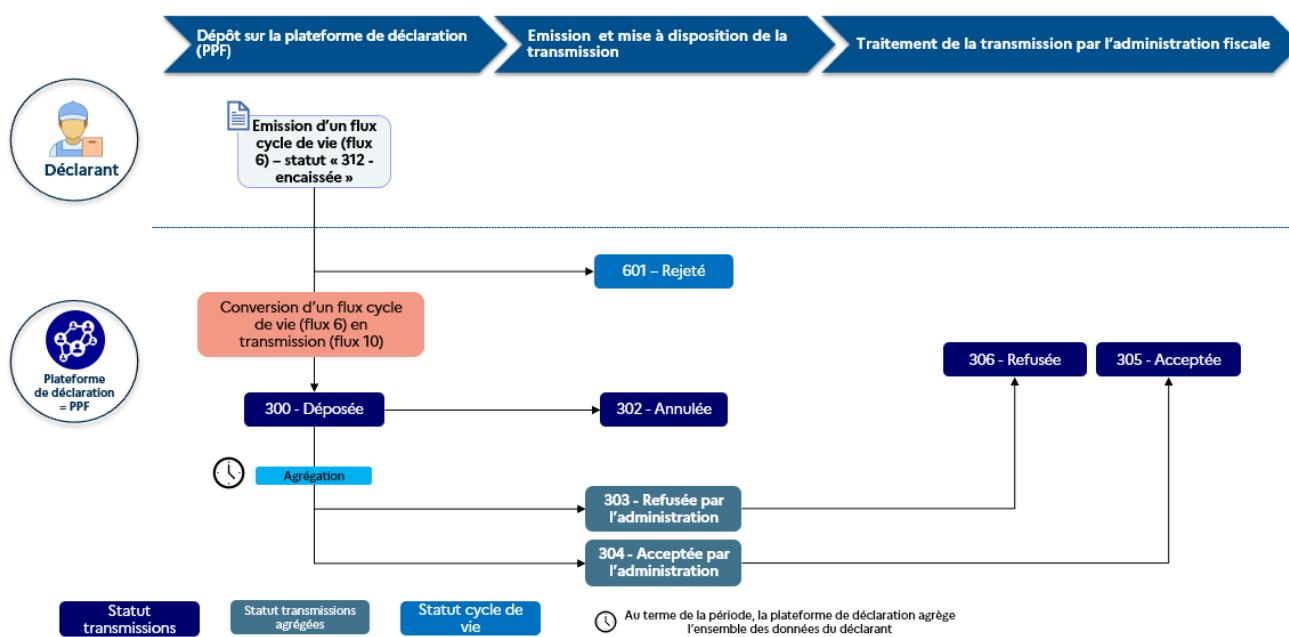 Dépôt sur la plateforme de déclaration
(PPF)
Emission et mise à disposition de la
transmission
Traitement de la transmission par l'administration fiscale
Emission d'un flux
cycle de vie (flux
6) – statut « 312 -
encaissée »
Déclarant
601 – Rejeté
Conversion d'un flux cycle
de vie (flux 6) en
transmission (flux 10)
306 - Refusée
305 - Acceptée
Plateforme
de déclaration
= PPF
300 - Déposée
302 - Annulée
Agrégation
303 - Refusée par
l'administration
304 - Acceptée par
l'administration
Statut
transmissions
Statut transmissions
agrégées
Statut cycle de
vie
Au terme de la période, la plateforme de déclaration agrège
l'ensemble des données du déclarant